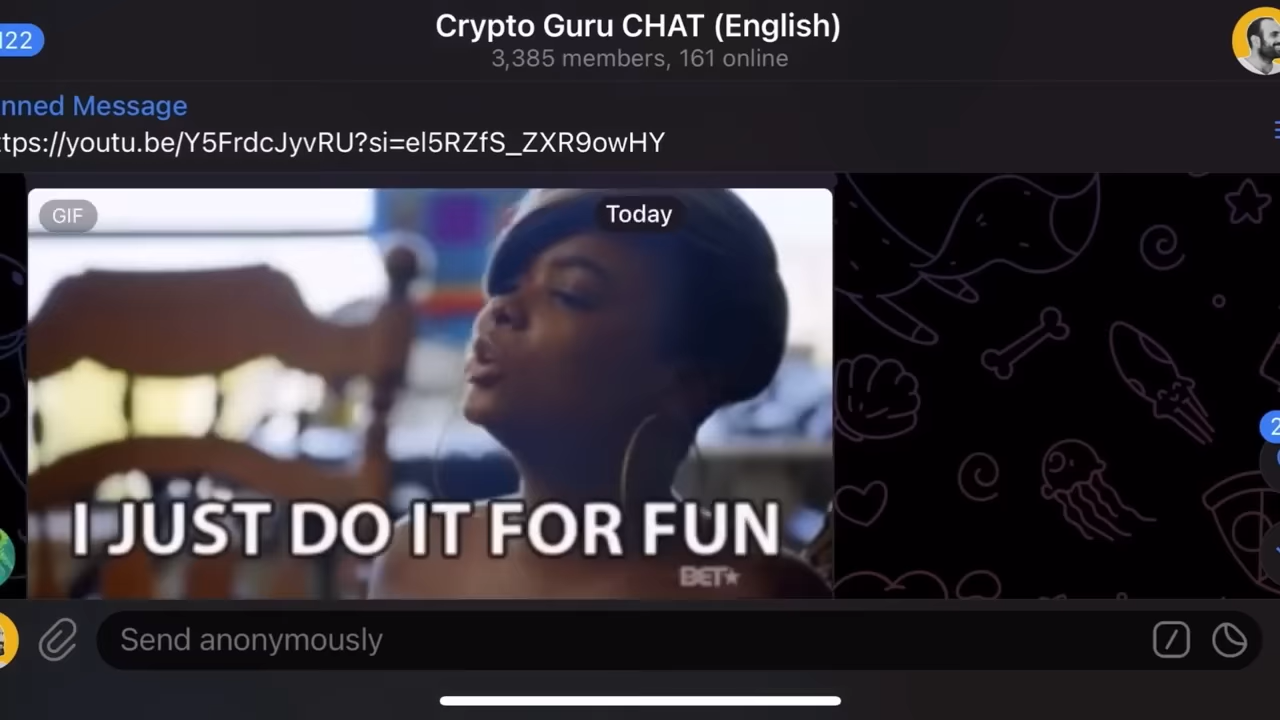 122
Crypto Guru CHAT (English)
3,385 members, 161 online
nned Message
ttps://youtu.be/Y5FrdcJyvRU?si=el5RZfS_ZXR9owHY
GIF
Today
I JUST DO IT FOR FUN
BET★
2
Send anonymously